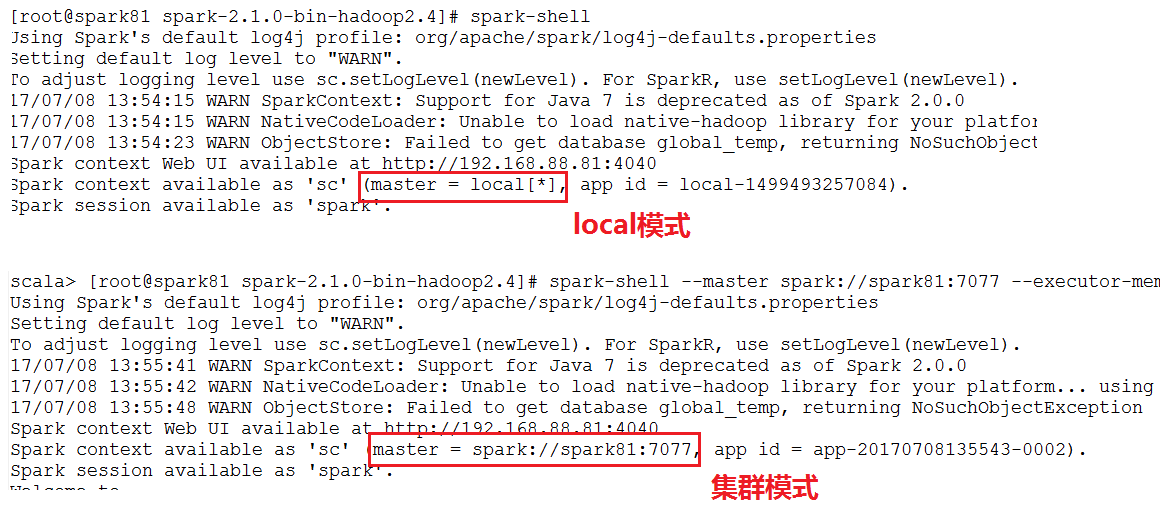 [root@spark81 spark-2.1.0-bin-hadoop2.4]# spark-shell
Using Spark's default log4j profile: org/apache/spark/log4j-defaults.properties
Setting default log level to "WARN".
To adjust logging level use sc.setLogLevel(newLevel). For SparkR, use setLogLevel(newLevel).
17/07/08 13:54:15 WARN SparkContext: Support for Java 7 is deprecated as of Spark 2.0.0
17/07/08 13:54:15 WARN NativeCodeLoader: Unable to load native-hadoop library for your platfor
17/07/08 13:54:23 WARN ObjectStore: Failed to get database global_temp, returning NoSuchObject
Spark context Web UI available at http://192.168.88.81:4040
Spark context available as 'sc' (master = local[*], app id = local-1499493257084).
Spark session available as 'spark'.
local模式
scala> [root@spark81 spark-2.1.0-bin-hadoop2.4]# spark-shell --master spark://spark81:7077 --executor-mem
Using Spark's default log4j profile: org/apache/spark/log4j-defaults.properties
Setting default log level to "WARN".
To adjust logging level use sc.setLogLevel(newLevel). For SparkR, use setLogLevel(newLevel).
17/07/08 13:55:41 WARN SparkContext: Support for Java 7 is deprecated as of Spark 2.0.0
17/07/08 13:55:42 WARN NativeCodeLoader: Unable to load native-hadoop library for your platform... using
17/07/08 13:55:48 WARN ObjectStore: Failed to get database global_temp, returning NoSuchObjectException
Spark context Web UI available at http://192.168.88.81:4040
Spark context available as 'sc' (master = spark://spark81:7077, app id = app-20170708135543-0002).
Spark session available as 'spark'.
Welcome to
集群模式